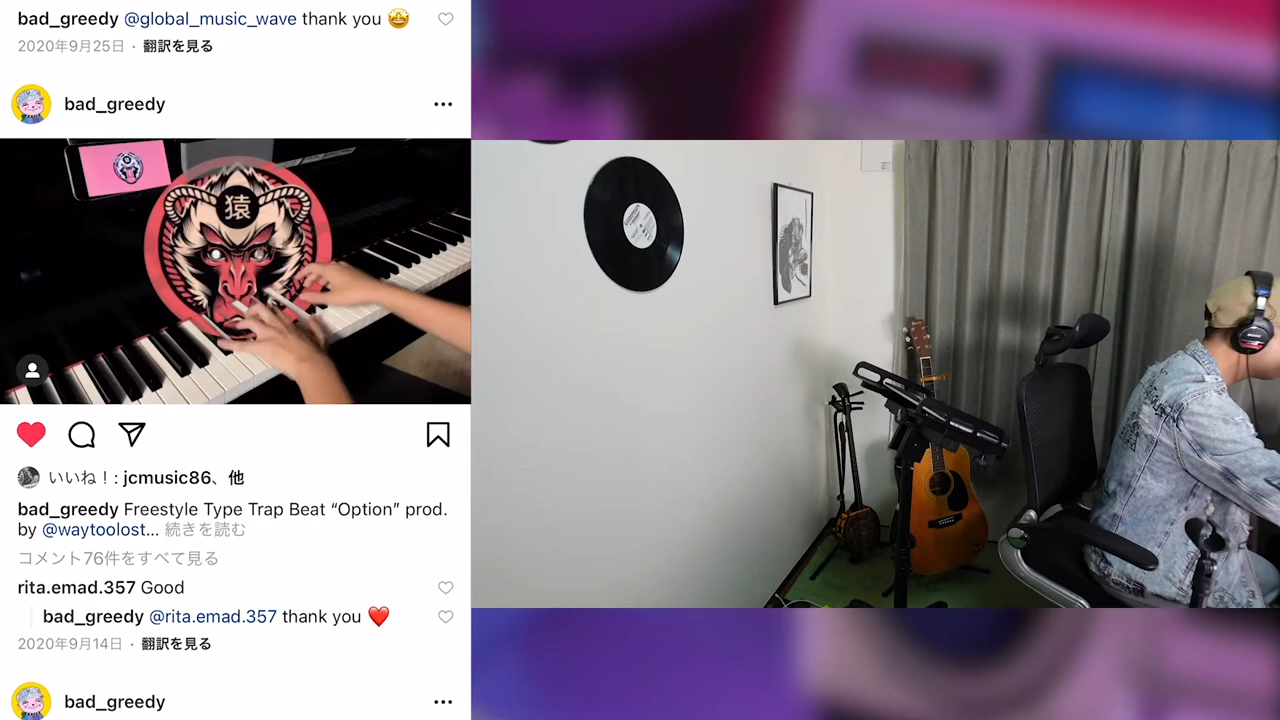 bad_greedy @global_music_wave thank you 🤩
2020年9月25日 · 翻訳を見る
bad_greedy
猿
いいね！: jcmusic86、他
bad_greedy Freestyle Type Trap Beat “Option” prod.
by @waytoolost... 続きを読む
コメント76件をすべて見る
rita.emad.357 Good
bad_greedy @rita.emad.357 thank you ❤️
2020年9月14日 · 翻訳を見る
bad_greedy